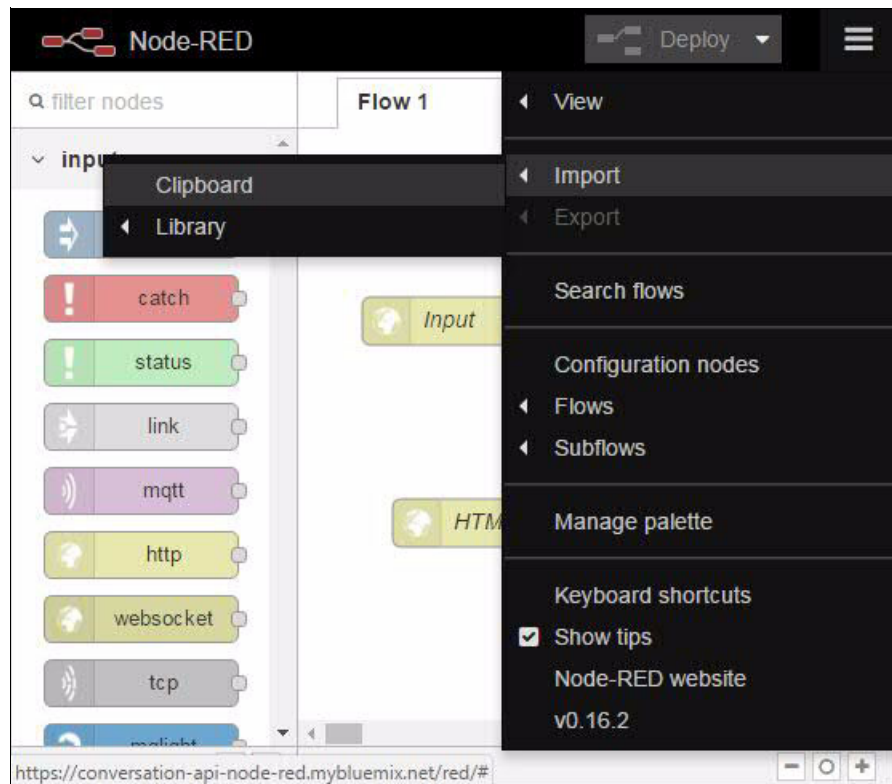 Node-RED
Deploy
filter nodes
Flow 1
View
input
Clipboard
Import
Library
Export
catch
Search flows
Input
status
Configuration nodes
link
Flows
Subflows
mqtt
HTM
Manage palette
http
Keyboard shortcuts
websocket
Show tips
tcp
Node-RED website
v0.16.2
mqlight
https://conversation-api-node-red.mybluemix.net/red/#